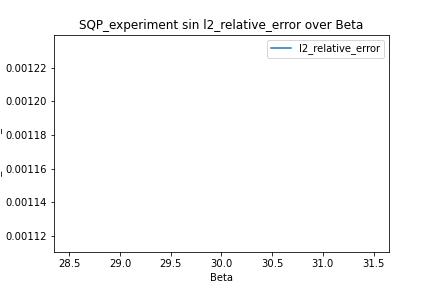 SQP_experiment sin l2_relative_error over Beta
l2_relative_error
0.00122
0.00120
0.00118
0.00116
0.00114
0.00112
28.5 29.0 29.5 30.0 30.5 31.0 31.5
Beta